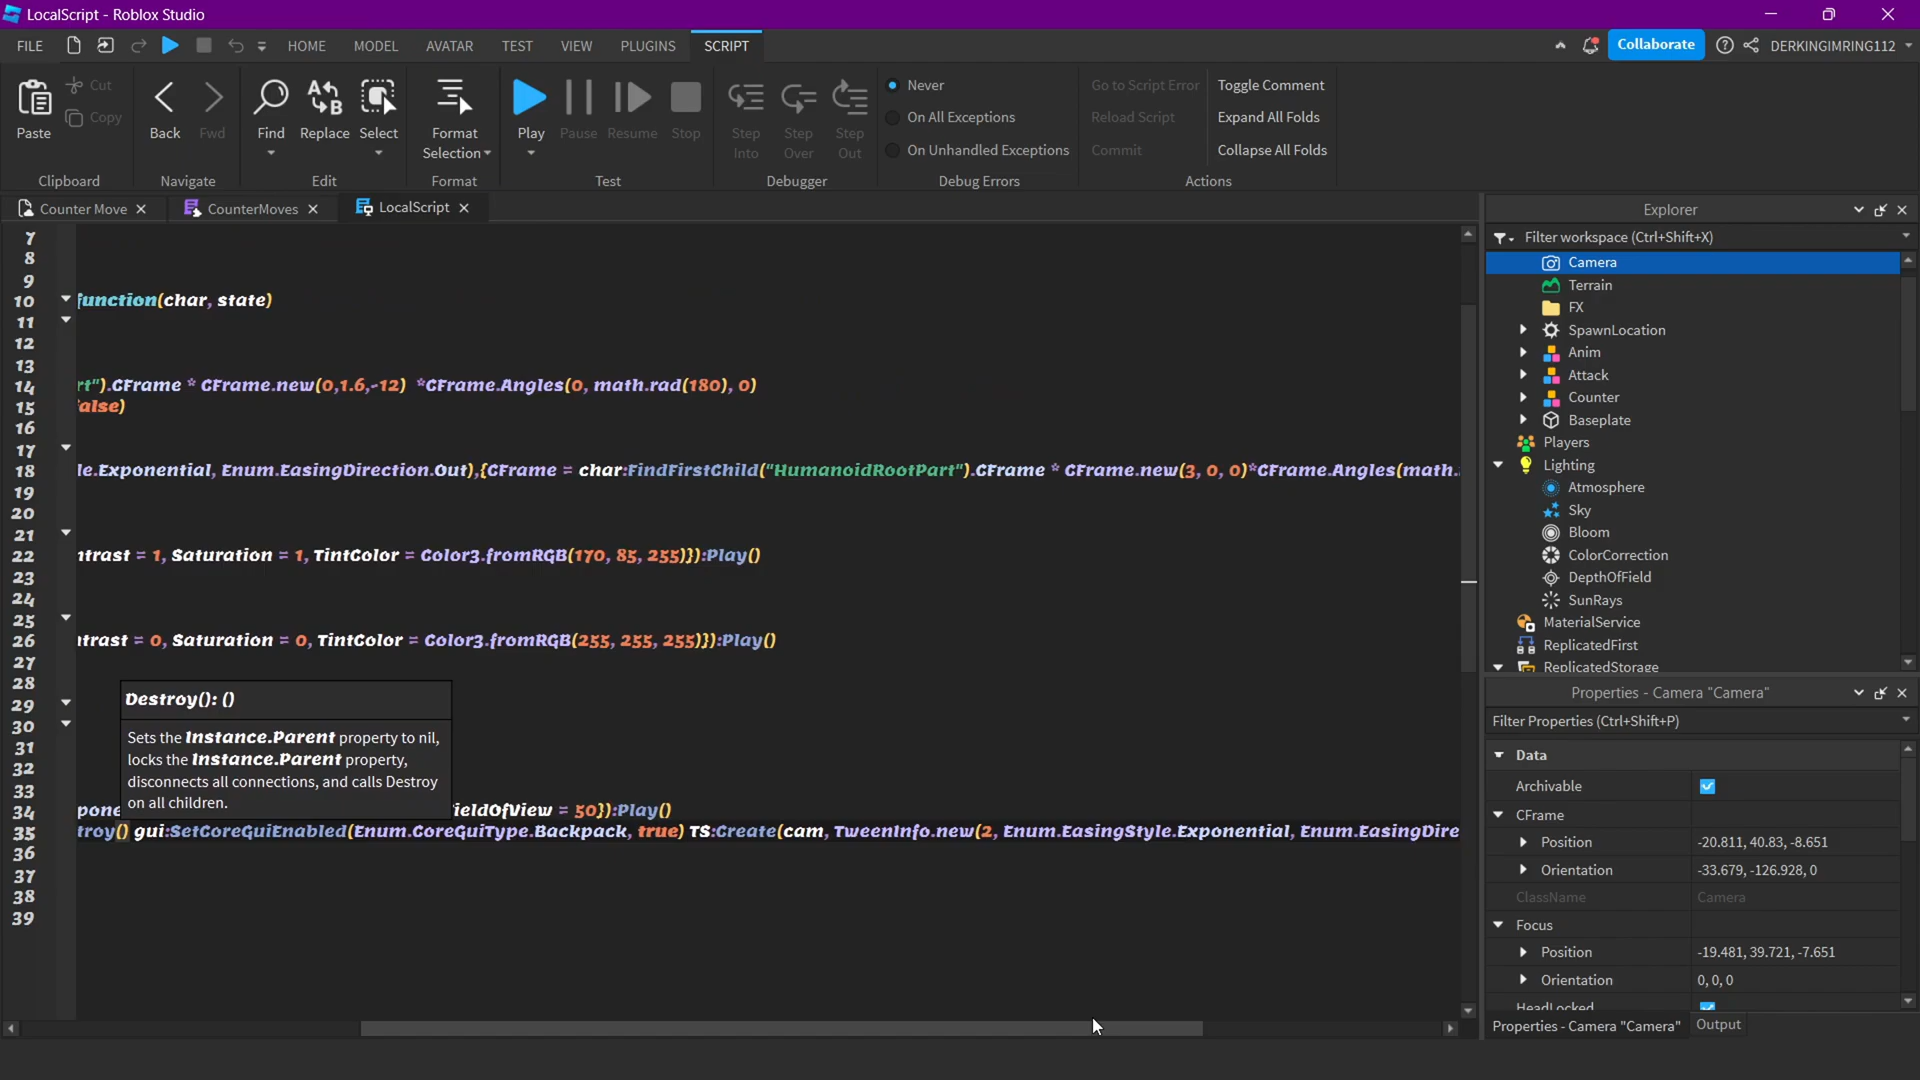 LocalScript - Roblox Studio
FILE HOME MODEL AVATAR TEST VIEW PLUGINS SCRIPT Collaborate DERKINGIMRING112
Paste Cut Copy Back Fwd Find Replace Select Format Selection Play Pause Resume Stop Step Into Step Over Step Out
Never
On All Exceptions
On Unhandled Exceptions
Go to Script Error
Reload Script
Commit
Toggle Comment
Expand All Folds
Collapse All Folds
Clipboard Navigate Edit Format Test Debugger Debug Errors Actions
Counter Move CounterMoves LocalScript
7
8
9
10 function(char, state)
11
12
13
14 rt").CFrame * CFrame.new(0,1.6,-12) *CFrame.Angles(0, math.rad(180), 0)
15 alse)
16
17
18 le.Exponential, Enum.EasingDirection.Out),{CFrame = char:FindFirstChild("HumanoidRootPart").CFrame * CFrame.new(3, 0, 0)*CFrame.Angles(math.
19
20
21
22 ntrast = 1, Saturation = 1, TintColor = Color3.fromRGB(170, 85, 255)}):Play()
23
24
25
26 ntrast = 0, Saturation = 0, TintColor = Color3.fromRGB(255, 255, 255)}):Play()
27
28
29
30
31
32
33
34 pone ieldOfView = 50}):Play()
35 troy() gui:SetCoreGuiEnabled(Enum.CoreGuiType.Backpack, true) TS:Create(cam, TweenInfo.new(2, Enum.EasingStyle.Exponential, Enum.EasingDire
36
37
38
39
Destroy(): ()
Sets the Instance.Parent property to nil,
locks the Instance.Parent property,
disconnects all connections, and calls Destroy
on all children.
Explorer
Filter workspace (Ctrl+Shift+X)
Camera
Terrain
FX
SpawnLocation
Anim
Attack
Counter
Baseplate
Players
Lighting
Atmosphere
Sky
Bloom
ColorCorrection
DepthOfField
SunRays
MaterialService
ReplicatedFirst
ReplicatedStorage
Properties - Camera "Camera"
Filter Properties (Ctrl+Shift+P)
Data
Archivable
CFrame
Position -20.811, 40.83, -8.651
Orientation -33.679, -126.928, 0
ClassName Camera
Focus
Position -19.481, 39.721, -7.651
Orientation 0, 0, 0
HeadLocked
Properties - Camera "Camera" Output